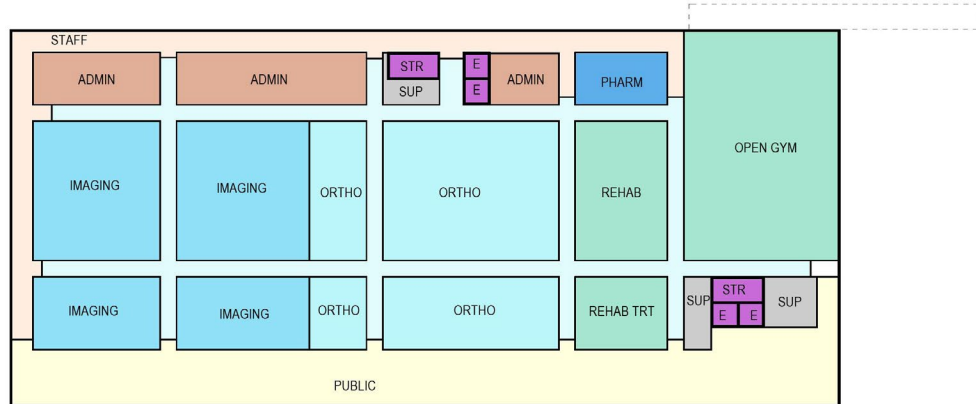 STAFF
ADMIN
ADMIN
STR
SUP
E
E
ADMIN
PHARM
OPEN GYM
IMAGING
IMAGING
ORTHO
ORTHO
REHAB
IMAGING
IMAGING
ORTHO
ORTHO
REHAB TRT
SUP
STR
E
E
SUP
PUBLIC